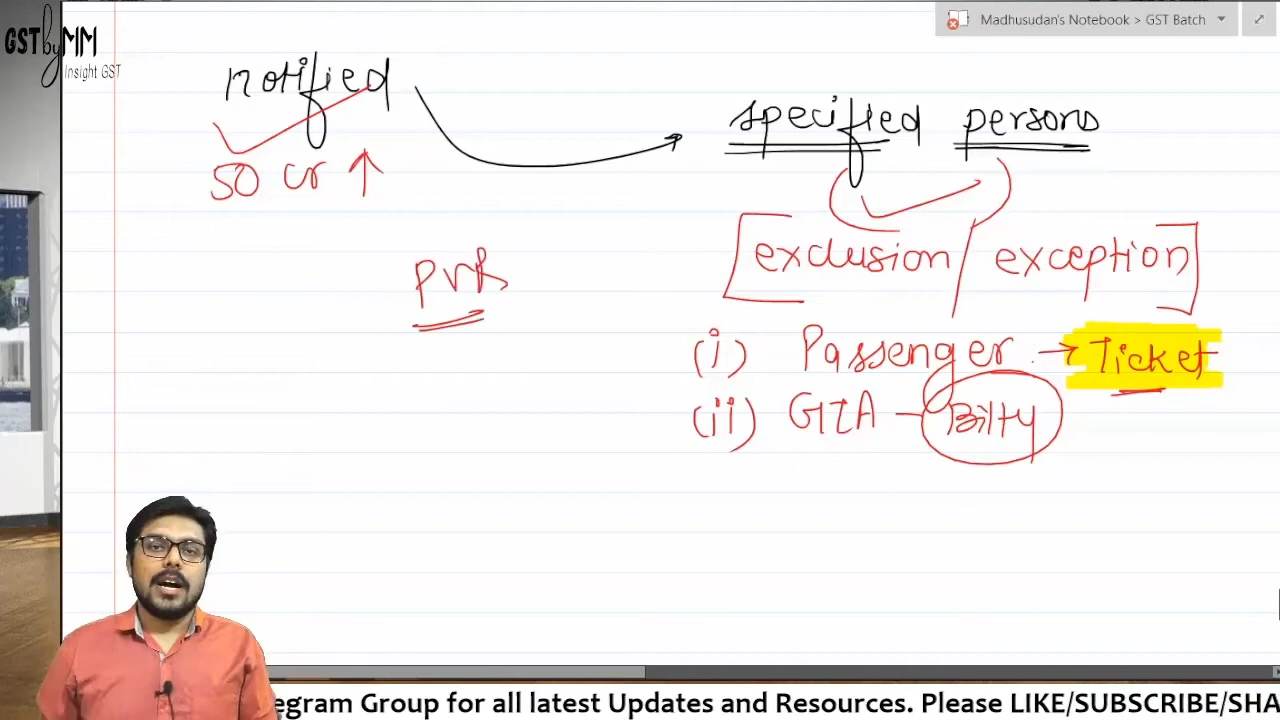 GST by MM
Insight GST
Madhusudan's Notebook > GST Batch
notified
50 cr ↑
specified persons
[exclusion / exception]
PVR
(i) Passenger → Ticket
(ii) GTA - Bilty
egram Group for all latest Updates and Resources. Please LIKE/SUBSCRIBE/SHA